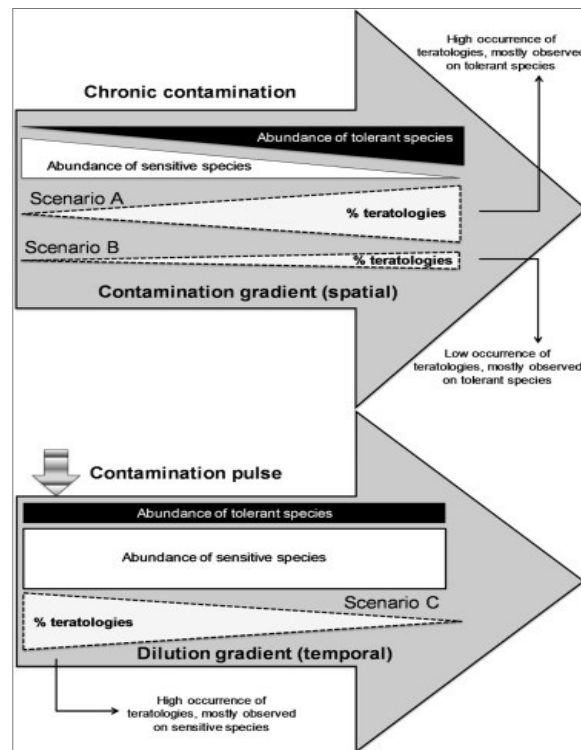 High occurrence of
teratologies, mostly observed
on tolerant species
Chronic contamination
Abundance of tolerant species
Abundance of sensitive species
Scenario A
% teratologies
Scenario B
% teratologies
Contamination gradient (spatial)
Low occurrence of
teratologies, mostly observed
on tolerant species
Contamination pulse
Abundance of tolerant species
Abundance of sensitive species
Scenario C
% teratologies
Dilution gradient (temporal)
High occurrence of
teratologies, mostly observed
on sensitive species